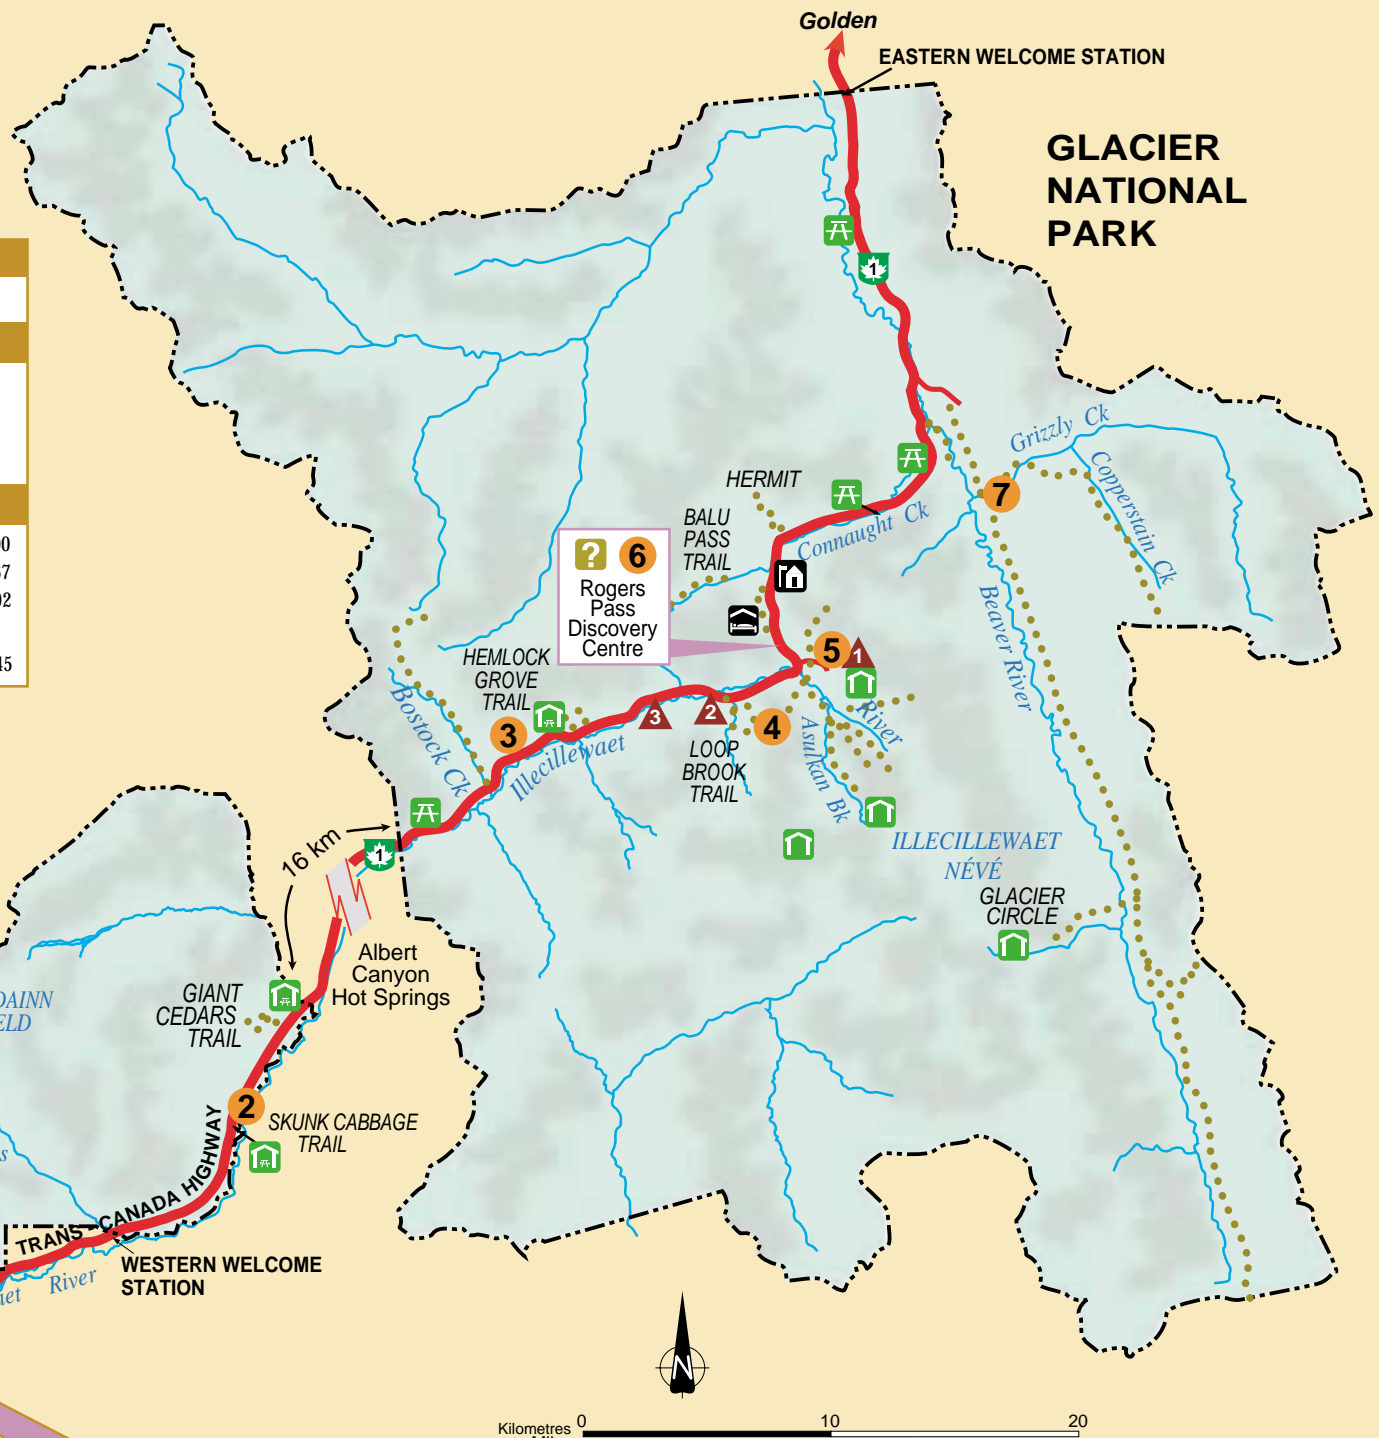 Golden
EASTERN WELCOME STATION
GLACIER
NATIONAL
PARK
1
Grizzly Ck
Copperstain Ck
7
HERMIT
BALU
PASS
TRAIL
Connaught Ck
? 6
Rogers
Pass
Discovery
Centre
Beaver River
5
1
HEMLOCK
GROVE
TRAIL
Bostock Ck
3
Illecillewaet
3
2
4
River
LOOP
BROOK
TRAIL
Asulkan Bk
ILLECILLEWAET
NÉVÉ
GLACIER
CIRCLE
16 km
1
Albert
Canyon
Hot Springs
GIANT
CEDARS
TRAIL
2
SKUNK CABBAGE
TRAIL
TRANS - CANADA HIGHWAY
WESTERN WELCOME
STATION
River
N
Kilometres 0 10 20